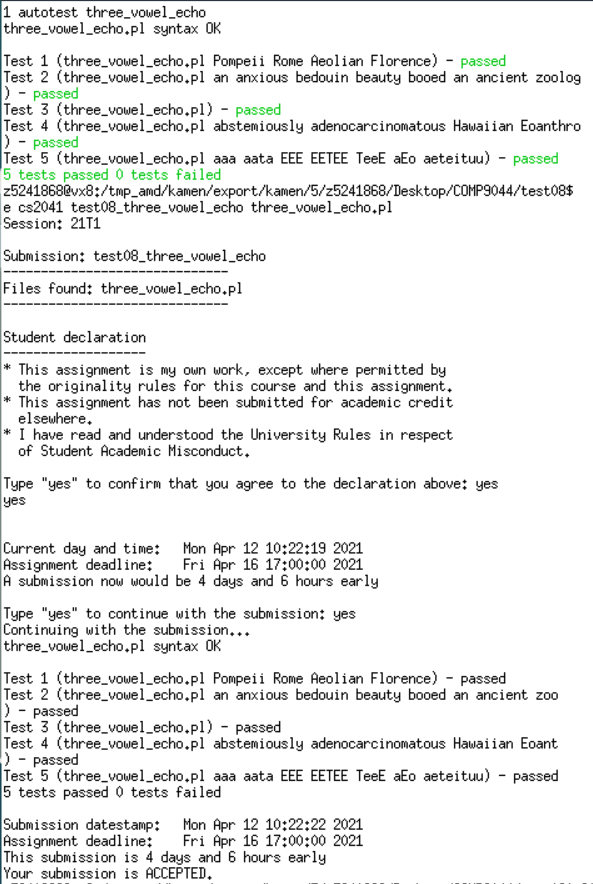 1 autotest three_vowel_echo
three_vowel_echo.pl syntax OK
Test 1 (three_vowel_echo.pl Pompeii Rome Aeolian Florence) - passed
Test 2 (three_vowel_echo.pl an anxious bedouin beauty booed an ancient zoolog
) - passed
Test 3 (three_vowel_echo.pl) - passed
Test 4 (three_vowel_echo.pl abstemiously adenocarcinomatous Hawaiian Eoanthro
) - passed
Test 5 (three_vowel_echo.pl aaa aata EEE EETEE TeeE aEo aeteituu) - passed
5 tests passed 0 tests failed
z5241868@vx8:/tmp_amd/kamen/export/kamen/5/z5241868/Desktop/COMP9044/test08$
e cs2041 test08_three_vowel_echo three_vowel_echo.pl
Session: 21T1
Submission: test08_three_vowel_echo
------------------------------
Files found: three_vowel_echo.pl
------------------------------
Student declaration
-------------------
* This assignment is my own work, except where permitted by
the originality rules for this course and this assignment.
* This assignment has not been submitted for academic credit
elsewhere.
* I have read and understood the University Rules in respect
of Student Academic Misconduct.
Type "yes" to confirm that you agree to the declaration above: yes
yes
Current day and time: Mon Apr 12 10:22:19 2021
Assignment deadline: Fri Apr 16 17:00:00 2021
A submission now would be 4 days and 6 hours early
Type "yes" to continue with the submission: yes
Continuing with the submission...
three_vowel_echo.pl syntax OK
Test 1 (three_vowel_echo.pl Pompeii Rome Aeolian Florence) - passed
Test 2 (three_vowel_echo.pl an anxious bedouin beauty booed an ancient zoo
) - passed
Test 3 (three_vowel_echo.pl) - passed
Test 4 (three_vowel_echo.pl abstemiously adenocarcinomatous Hawaiian Eoant
) - passed
Test 5 (three_vowel_echo.pl aaa aata EEE EETEE TeeE aEo aeteituu) - passed
5 tests passed 0 tests failed
Submission datestamp: Mon Apr 12 10:22:22 2021
Assignment deadline: Fri Apr 16 17:00:00 2021
This submission is 4 days and 6 hours early
Your submission is ACCEPTED.